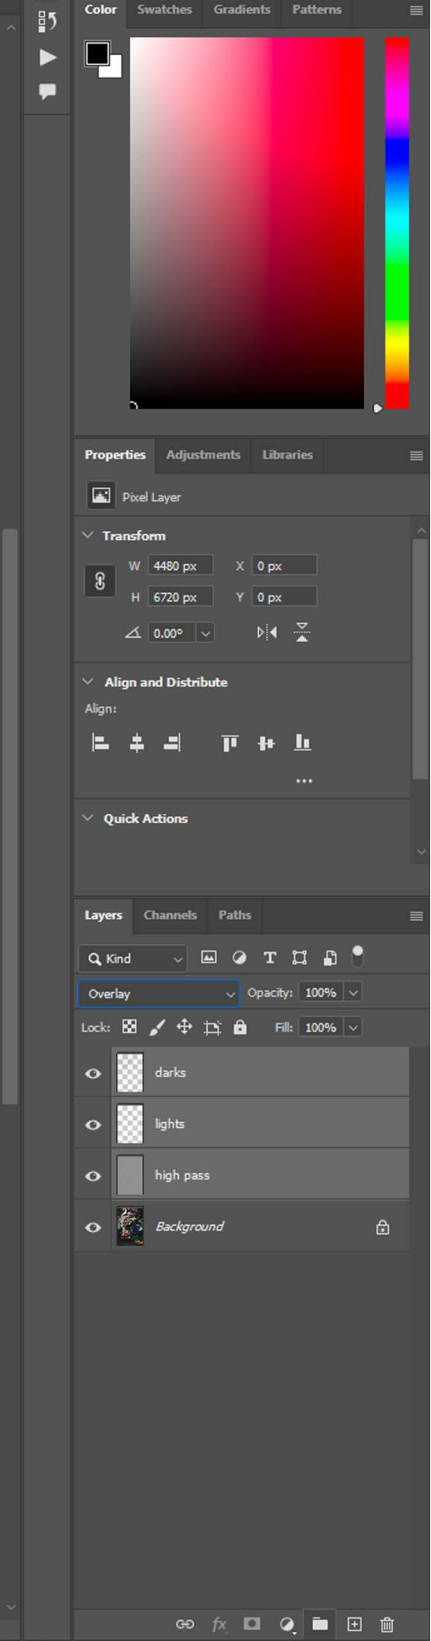 Color Swatches Gradients Patterns
Properties Adjustments Libraries
Pixel Layer
Transform
W 4480 px X 0 px
H 6720 px Y 0 px
0.00°
Align and Distribute
Align:
Quick Actions
Layers Channels Paths
Kind
Overlay Opacity: 100%
Lock: Fill: 100%
darks
lights
high pass
Background
fx